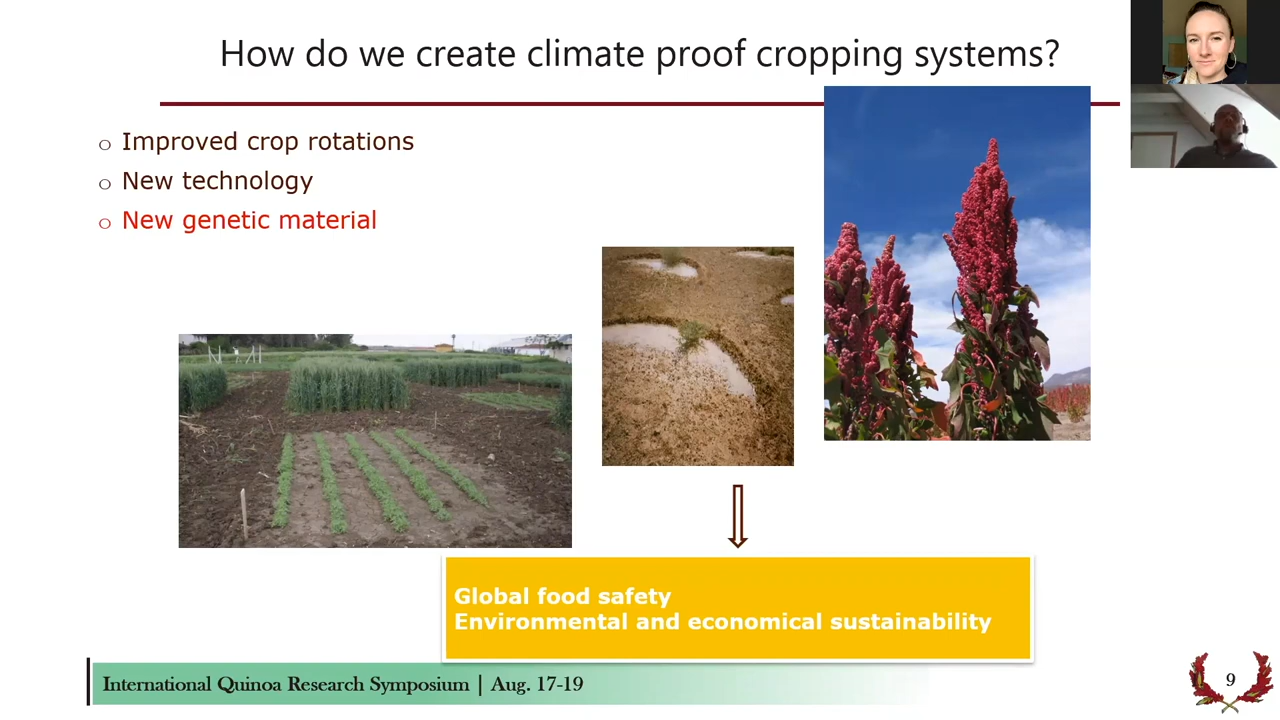 How do we create climate proof cropping systems?
Improved crop rotations
New technology
New genetic material
Global food safety
Environmental and economical sustainability
International Quinoa Research Symposium | Aug. 17-19
9